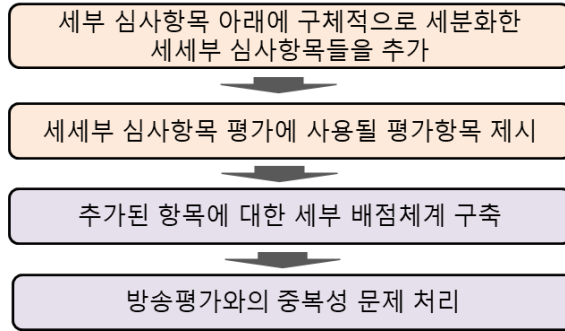 세부 심사항목 아래에 구체적으로 세분화한
세세부 심사항목들을 추가
세세부 심사항목 평가에 사용될 평가항목 제시
추가된 항목에 대한 세부 배점체계 구축
방송평가와의 중복성 문제 처리